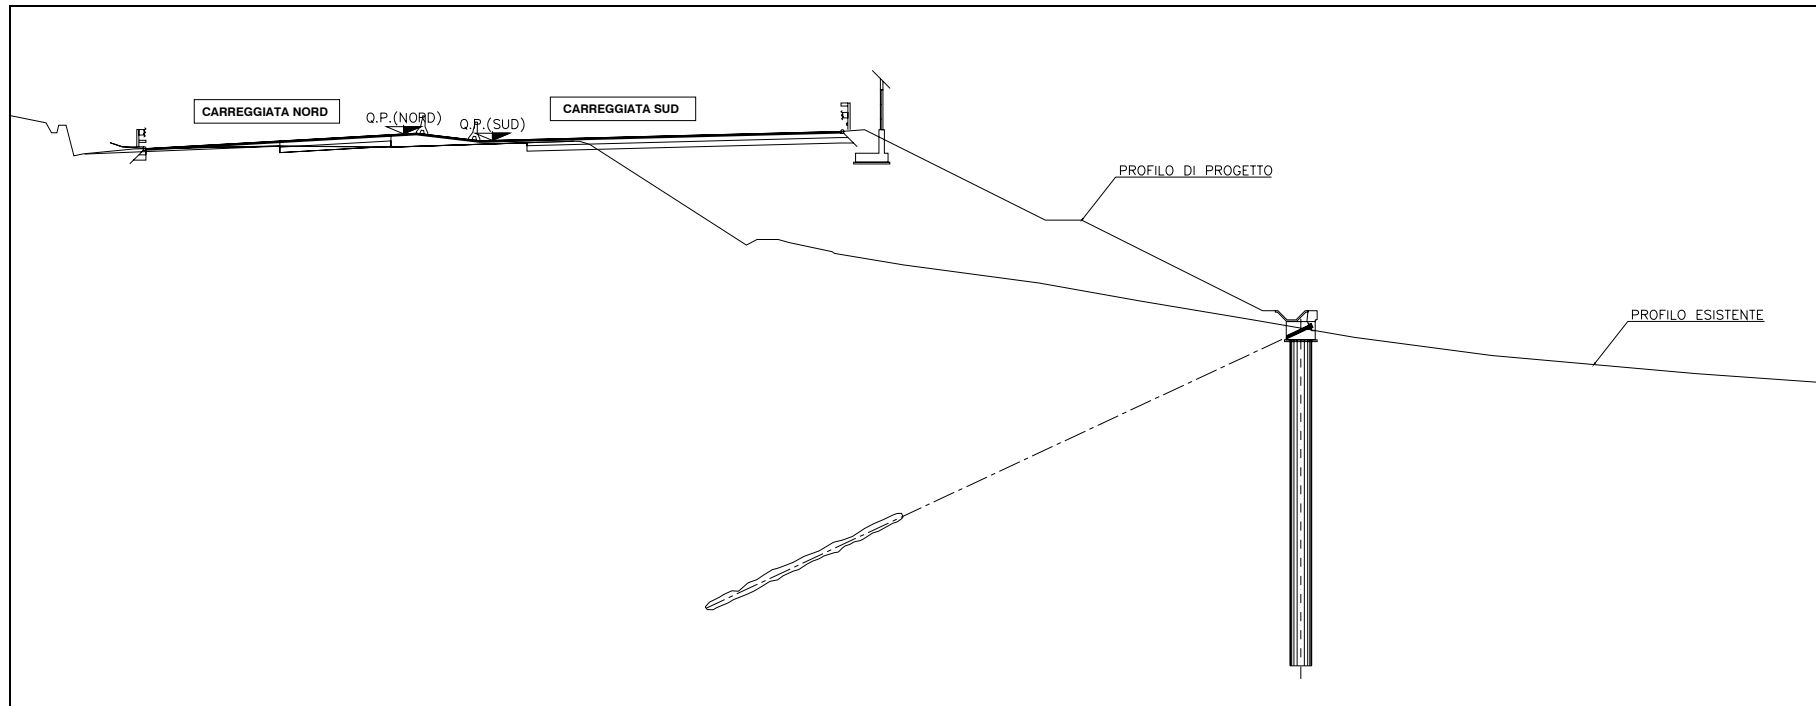 CARREGGIATA NORD
Q.P.(NORD)
Q.P.(SUD)
CARREGGIATA SUD
PROFILO DI PROGETTO
PROFILO ESISTENTE